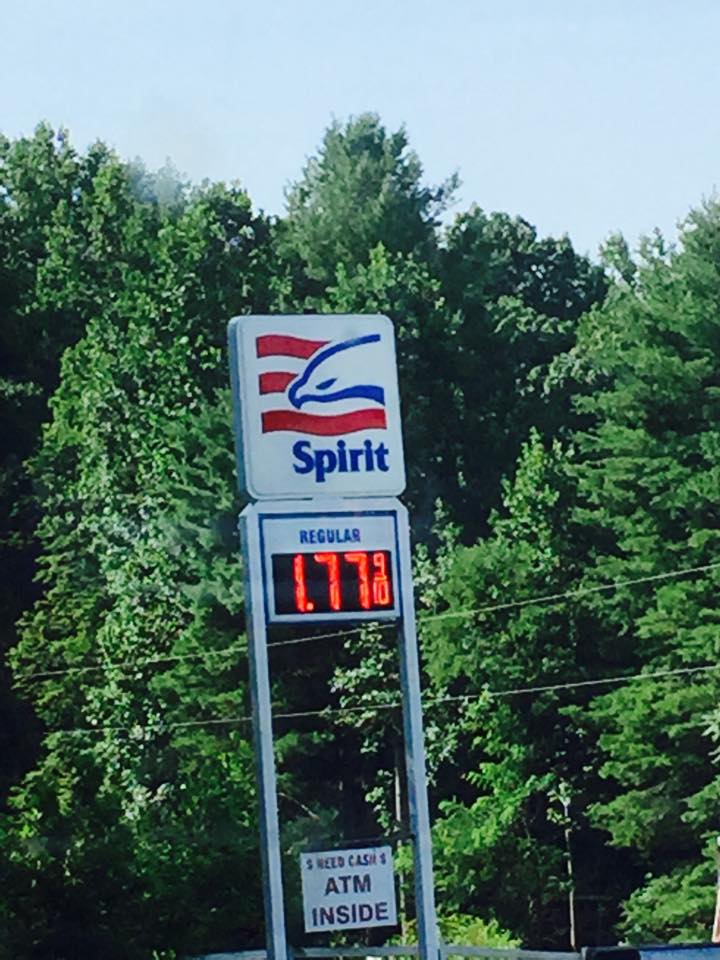 Spirit
REGULAR
1.77 9/10
$ NEED CASH $
ATM
INSIDE